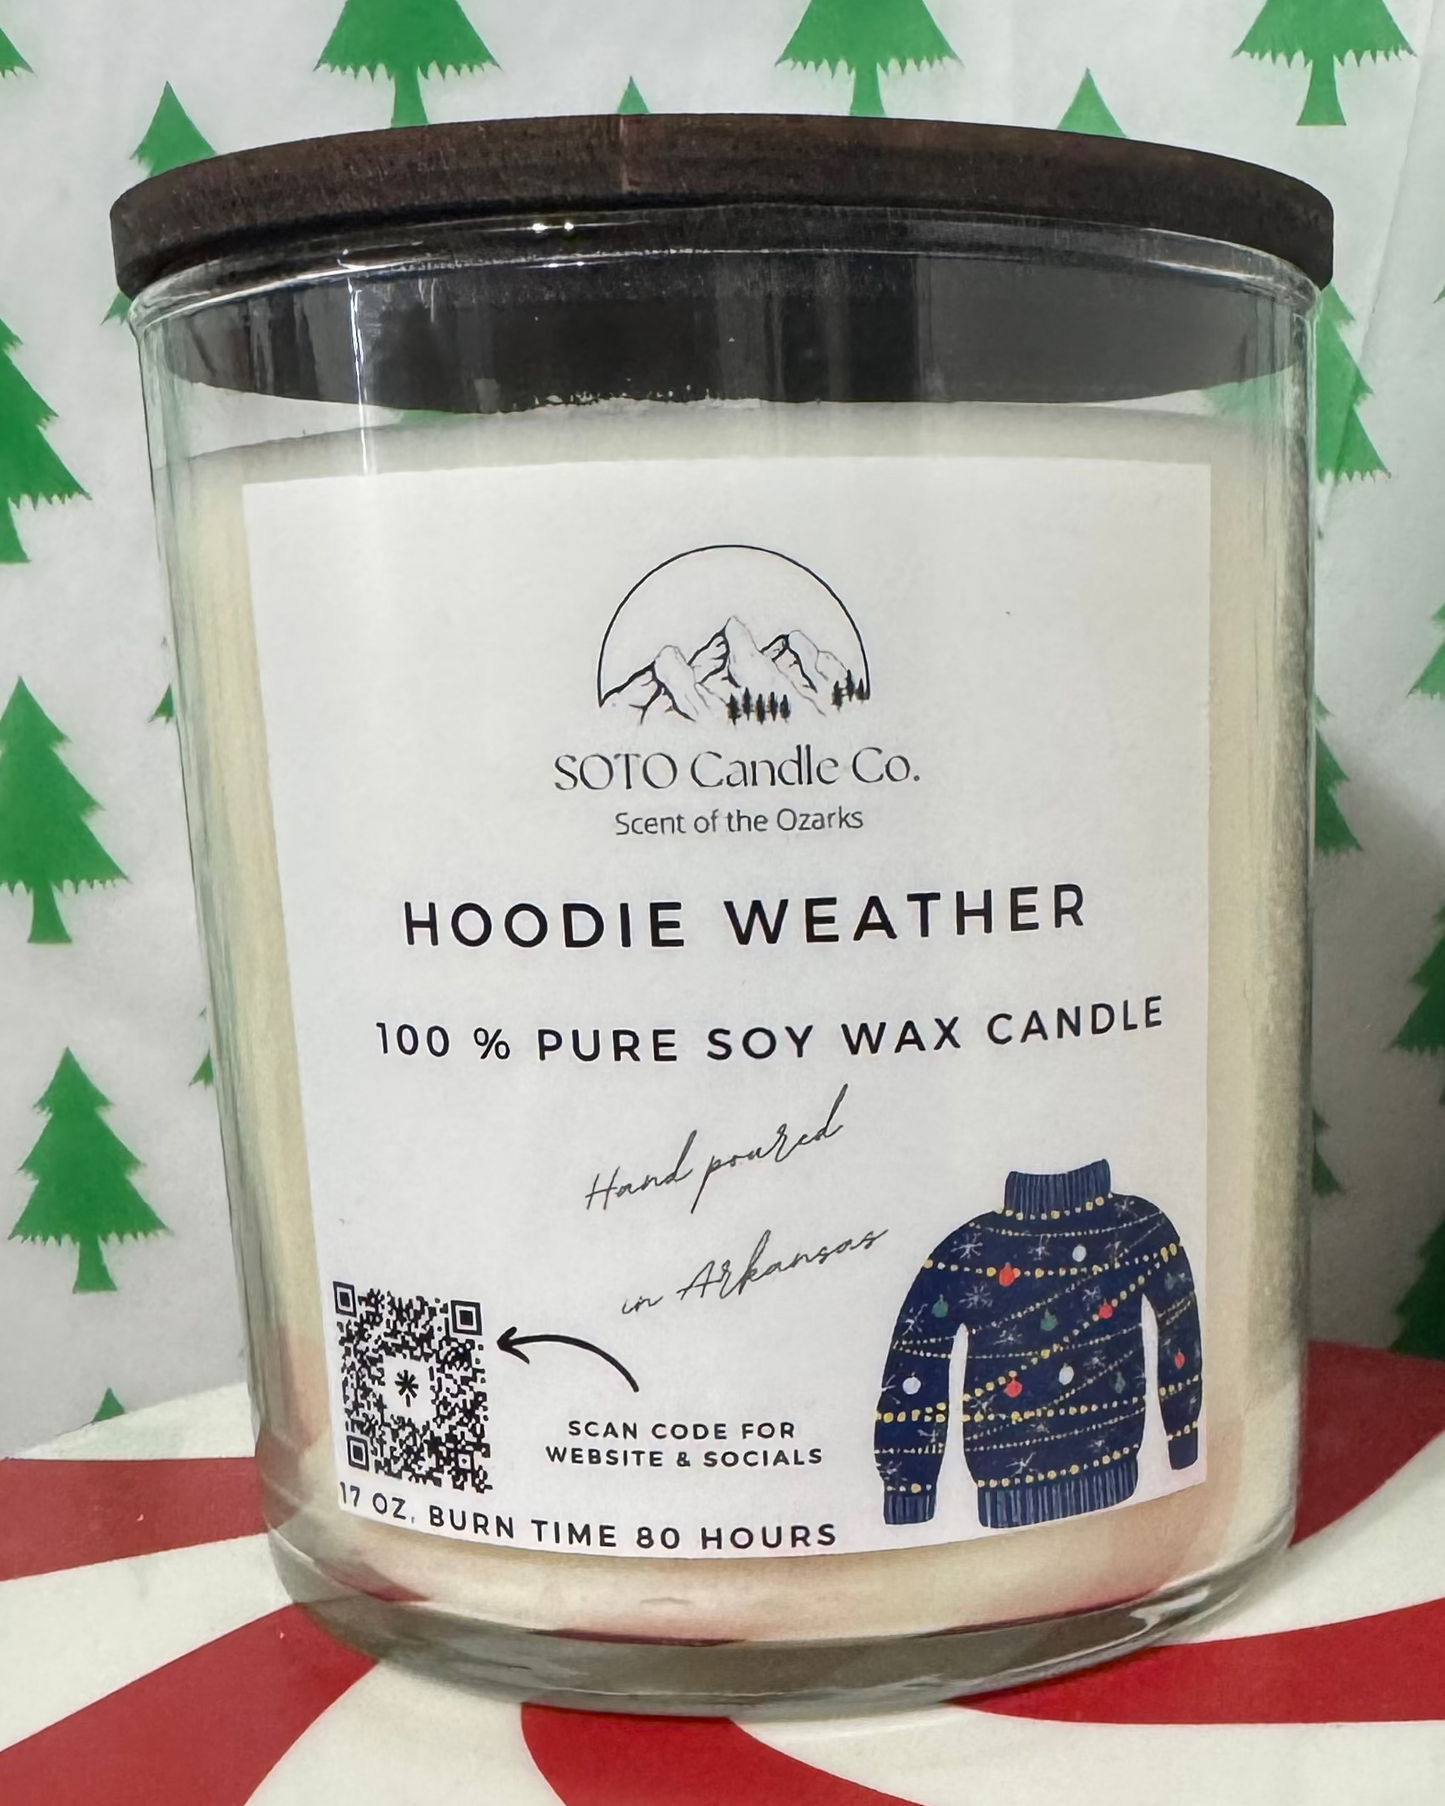 SOTO Candle Co.
Scent of the Ozarks
HOODIE WEATHER
100 % PURE SOY WAX CANDLE
Hand poured
in Arkansas
SCAN CODE FOR
WEBSITE & SOCIALS
17 OZ, BURN TIME 80 HOURS